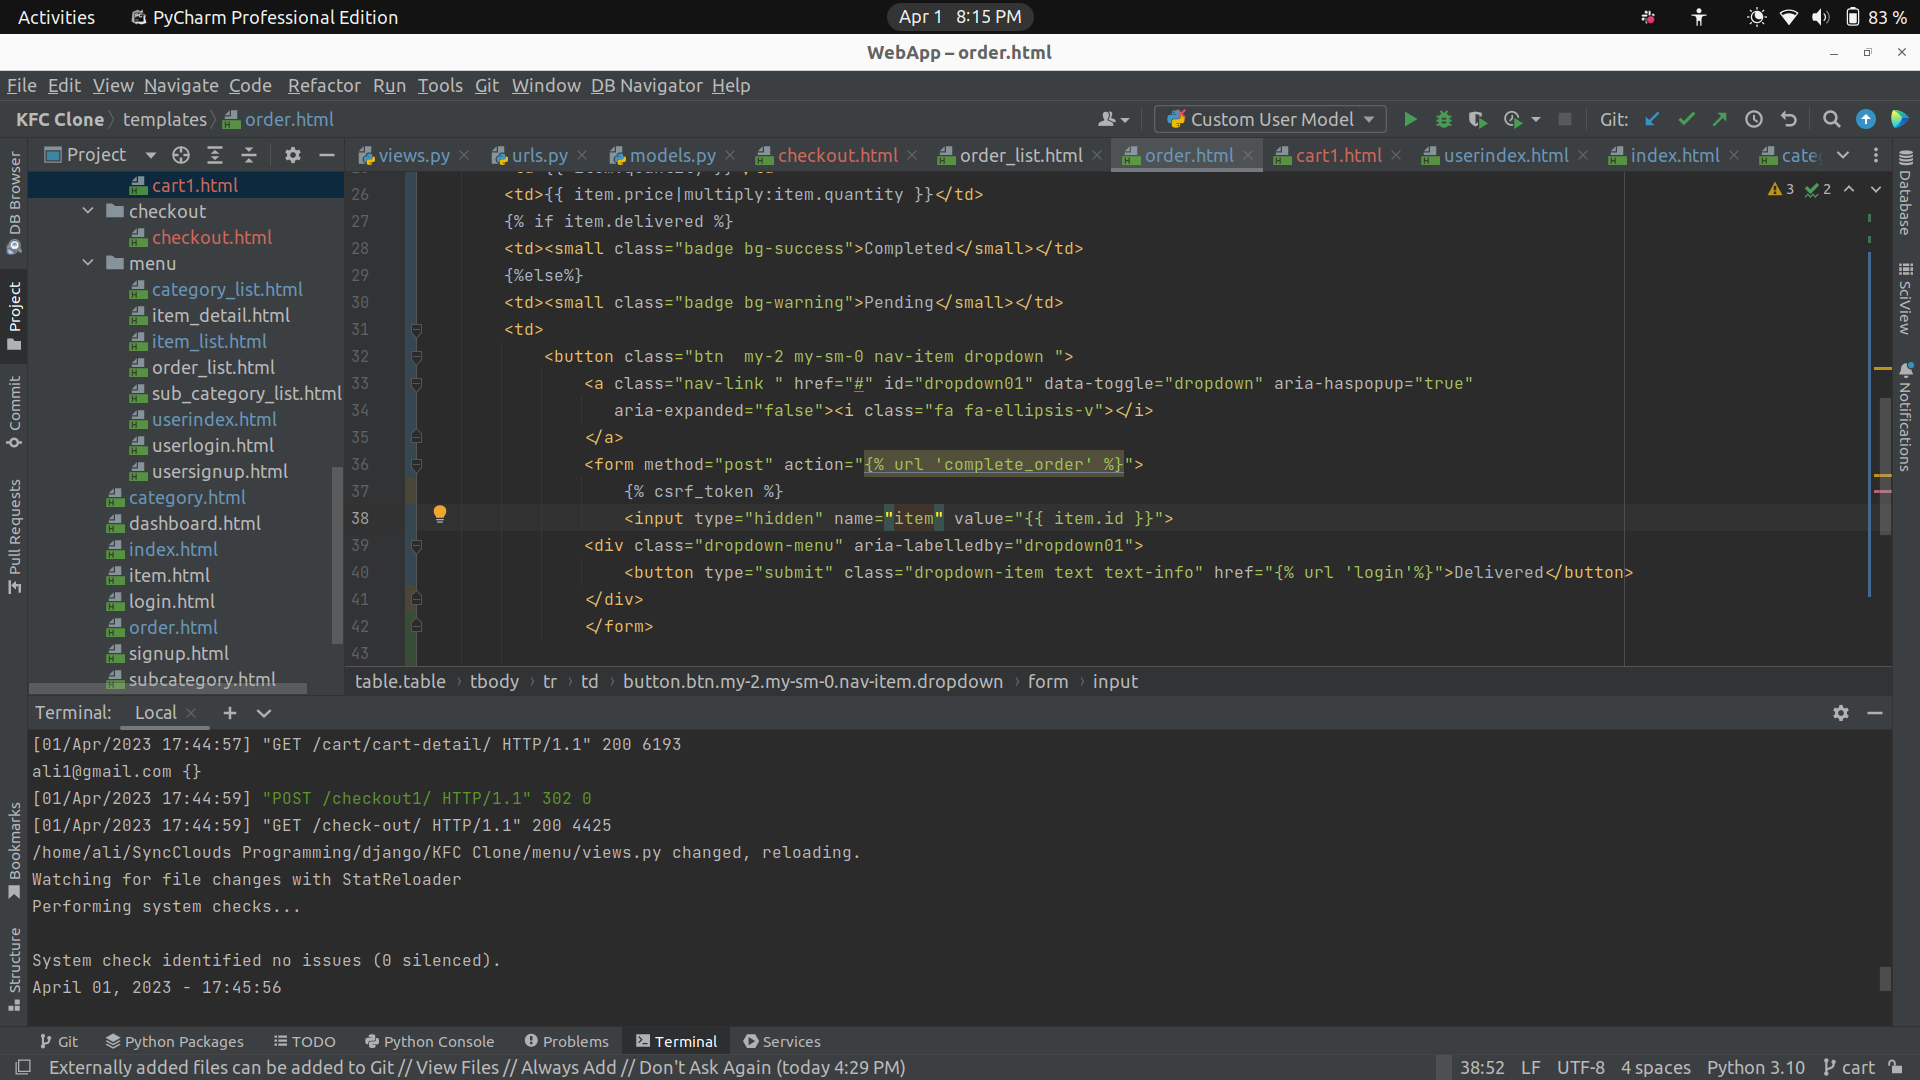 Activities PyCharm Professional Edition Apr 1 8:15 PM 83 %
WebApp – order.html
File Edit View Navigate Code Refactor Run Tools Git Window DB Navigator Help
KFC Clone templates order.html Custom User Model Git:
Project views.py urls.py models.py checkout.html order_list.html order.html cart1.html userindex.html index.html cate
DB Browser
Project
Commit
Pull Requests
Bookmarks
Structure
cart1.html
checkout
checkout.html
menu
category_list.html
item_detail.html
item_list.html
order_list.html
sub_category_list.html
userindex.html
userlogin.html
usersignup.html
category.html
dashboard.html
index.html
item.html
login.html
order.html
signup.html
subcategory.html
3 2
26 <td>{{ item.price|multiply:item.quantity }}</td>
27 {% if item.delivered %}
28 <td><small class="badge bg-success">Completed</small></td>
29 {%else%}
30 <td><small class="badge bg-warning">Pending</small></td>
31 <td>
32 <button class="btn  my-2 my-sm-0 nav-item dropdown ">
33 <a class="nav-link " href="#" id="dropdown01" data-toggle="dropdown" aria-haspopup="true"
34 aria-expanded="false"><i class="fa fa-ellipsis-v"></i>
35 </a>
36 <form method="post" action="{% url 'complete_order' %}">
37 {% csrf_token %}
38 <input type="hidden" name="item" value="{{ item.id }}">
39 <div class="dropdown-menu" aria-labelledby="dropdown01">
40 <button type="submit" class="dropdown-item text text-info" href="{% url 'login'%}">Delivered</button>
41 </div>
42 </form>
43
table.table tbody tr td button.btn.my-2.my-sm-0.nav-item.dropdown form input
Database
SciView
Notifications
Terminal: Local
[01/Apr/2023 17:44:57] "GET /cart/cart-detail/ HTTP/1.1" 200 6193
ali1@gmail.com {}
[01/Apr/2023 17:44:59] "POST /checkout1/ HTTP/1.1" 302 0
[01/Apr/2023 17:44:59] "GET /check-out/ HTTP/1.1" 200 4425
/home/ali/SyncClouds Programming/django/KFC Clone/menu/views.py changed, reloading.
Watching for file changes with StatReloader
Performing system checks...
System check identified no issues (0 silenced).
April 01, 2023 - 17:45:56
Git Python Packages TODO Python Console Problems Terminal Services
Externally added files can be added to Git // View Files // Always Add // Don't Ask Again (today 4:29 PM) 38:52 LF UTF-8 4 spaces Python 3.10 cart